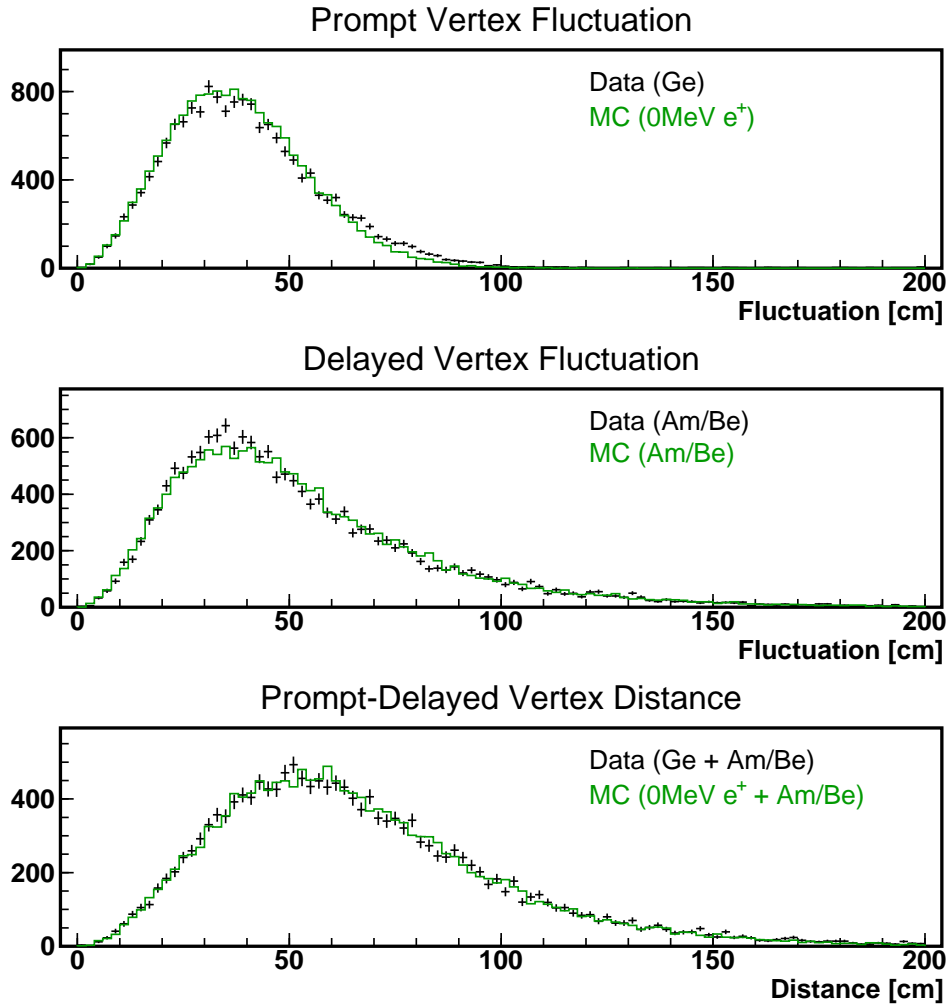 Prompt Vertex Fluctuation
Data (Ge)
MC (0MeV e⁺)
800
400
0
0 50 100 150 200
Fluctuation [cm]
Delayed Vertex Fluctuation
Data (Am/Be)
MC (Am/Be)
600
400
200
0
0 50 100 150 200
Fluctuation [cm]
Prompt-Delayed Vertex Distance
Data (Ge + Am/Be)
MC (0MeV e⁺ + Am/Be)
400
200
0
0 50 100 150 200
Distance [cm]